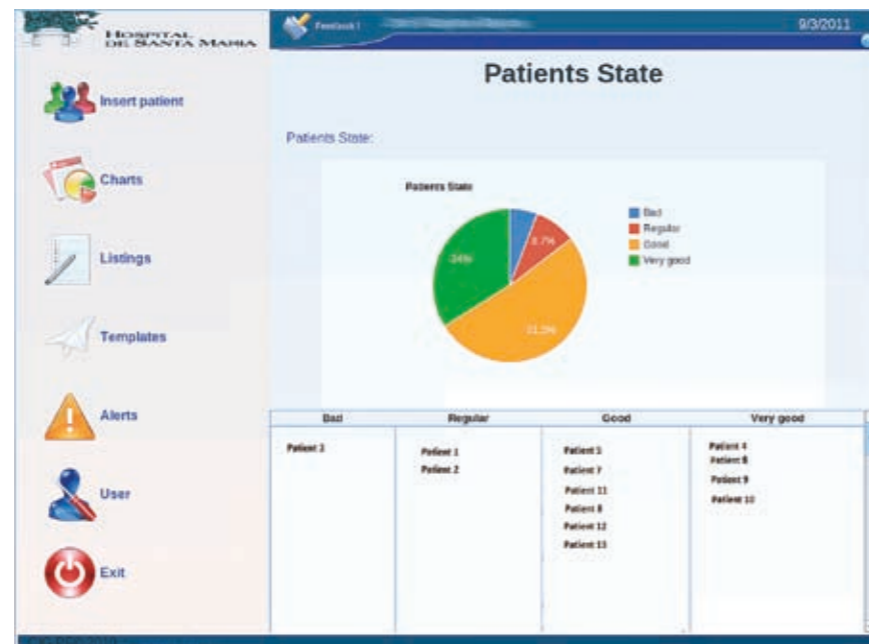 HOSPITAL
DE SANTA MARIA
9/3/2011
Patients State
Insert patient
Charts
Listings
Templates
Alerts
User
Exit
Patients State:
Patients State
Bad
Regular
Good
Very good
34%
Bad Regular Good Very good
Patient 3
Patient 1
Patient 2
Patient 5
Patient 7
Patient 11
Patient 8
Patient 12
Patient 13
Patient 4
Patient 9
Patient 10